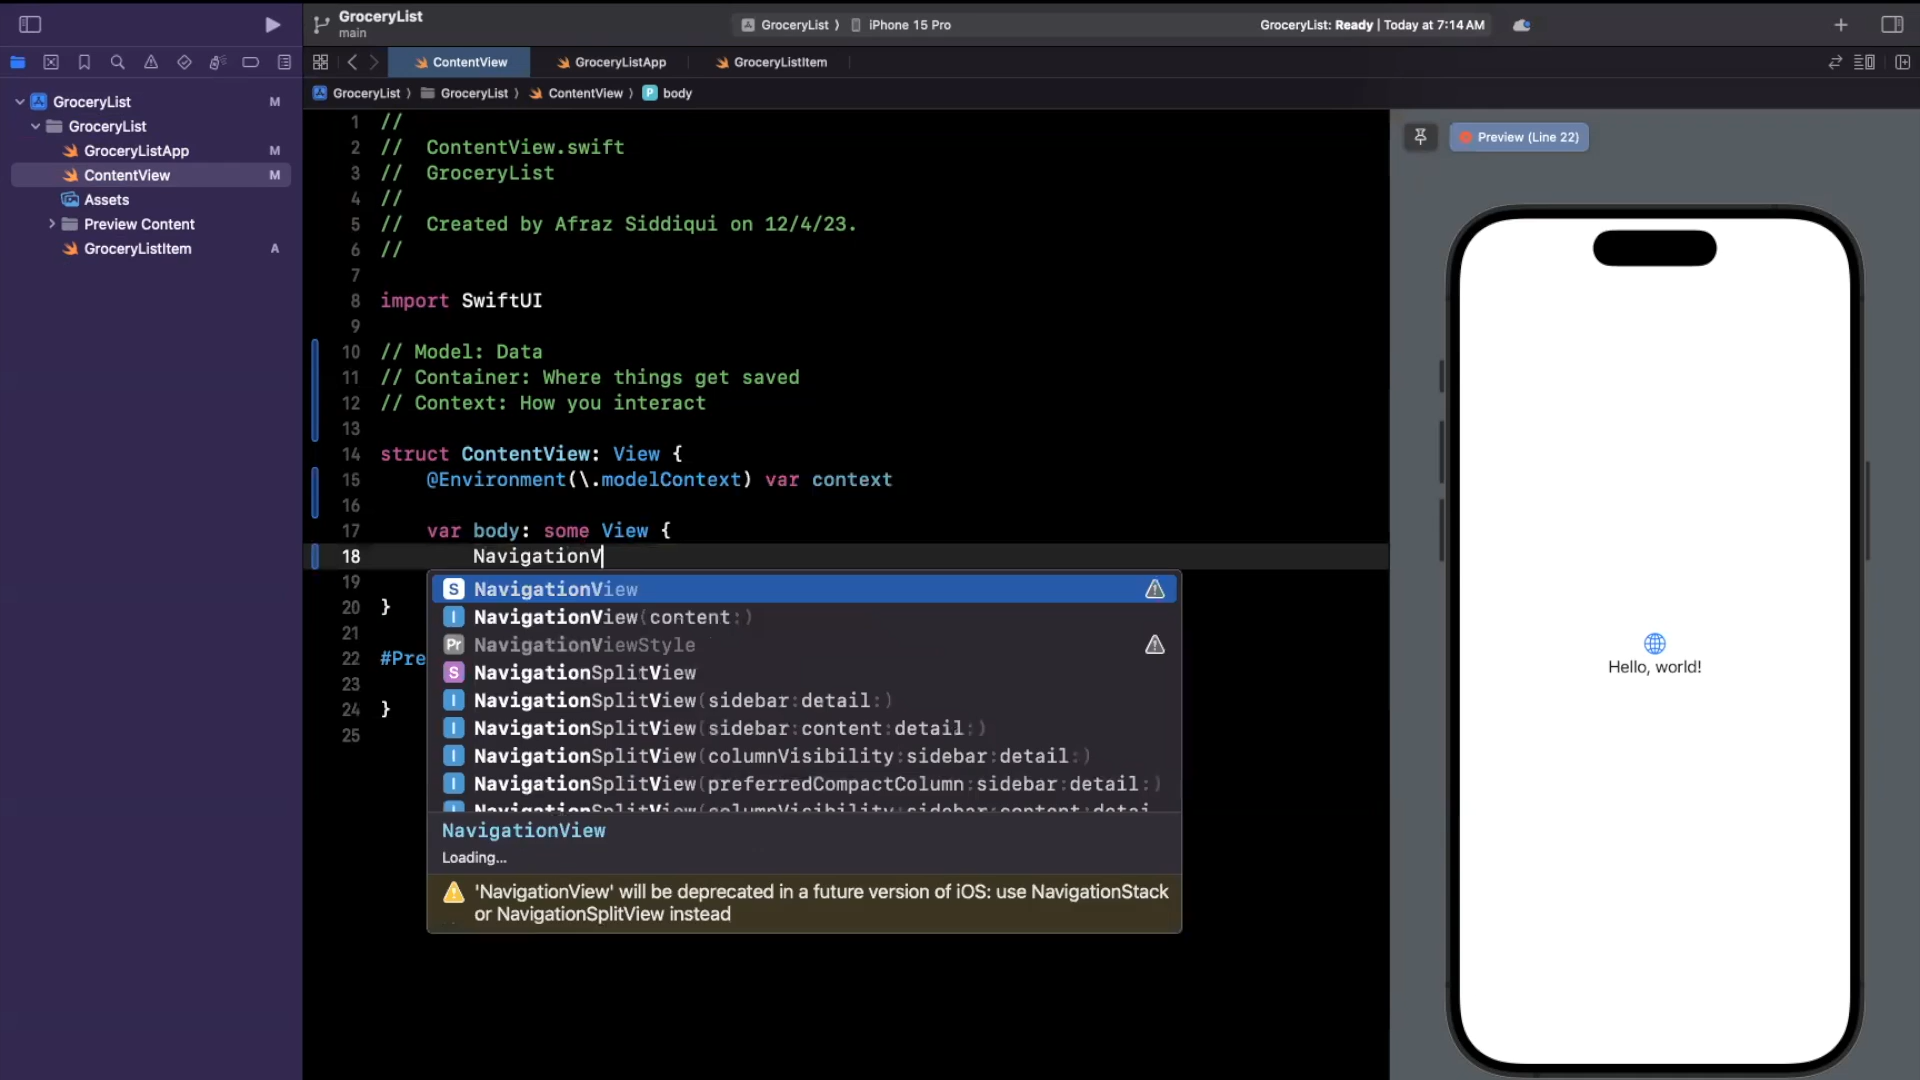 GroceryList
main
GroceryList
iPhone 15 Pro
GroceryList: Ready | Today at 7:14 AM
ContentView
GroceryListApp
GroceryListItem
GroceryList
GroceryList
ContentView
body
GroceryList M
GroceryList
GroceryListApp M
ContentView M
Assets
Preview Content
GroceryListItem A
1 //
2 //  ContentView.swift
3 //  GroceryList
4 //
5 //  Created by Afraz Siddiqui on 12/4/23.
6 //
7
8 import SwiftUI
9
10 // Model: Data
11 // Container: Where things get saved
12 // Context: How you interact
13
14 struct ContentView: View {
15     @Environment(\.modelContext) var context
16
17     var body: some View {
18         NavigationV
19
20 }
21
22 #Pre
23
24 }
25
S NavigationView
I NavigationView(content:)
Pr NavigationViewStyle
S NavigationSplitView
I NavigationSplitView(sidebar:detail:)
I NavigationSplitView(sidebar:content:detail:)
I NavigationSplitView(columnVisibility:sidebar:detail:)
I NavigationSplitView(preferredCompactColumn:sidebar:detail:)
I NavigationSplitView(columnVisibility:sidebar:content:detai
NavigationView
Loading...
'NavigationView' will be deprecated in a future version of iOS: use NavigationStack
or NavigationSplitView instead
Preview (Line 22)
Hello, world!